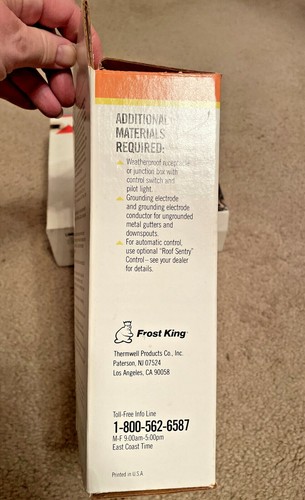 ADDITIONAL
MATERIALS
REQUIRED:
Weatherproof receptacle
or junction box with
control switch and
pilot light.
Grounding electrode
and grounding electrode
conductor for ungrounded
metal gutters and
downspouts.
For automatic control,
use optional "Roof Sentry"
Control – see your dealer
for details.
Frost King
Thermwell Products Co., Inc.
Paterson, NJ 07524
Los Angeles, CA 90058
Toll-Free Info Line
1-800-562-6587
M-F 9:00am-5:00pm
East Coast Time
Printed in U.S.A.